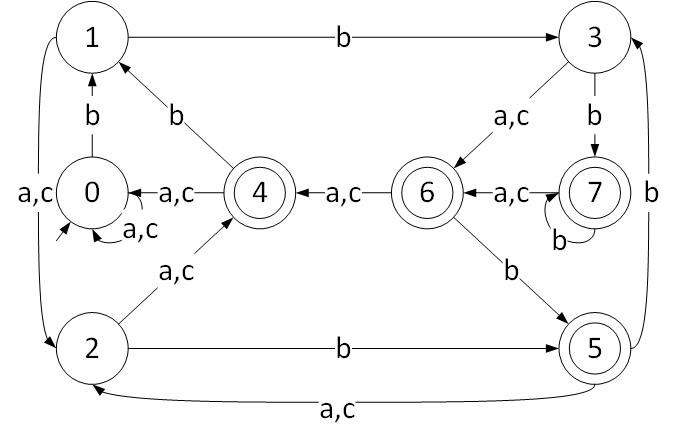 1 b 3
b b a,c b
a,c 0 a,c 4 a,c 6 a,c 7 b
a,c b
a,c b
2 b 5
a,c